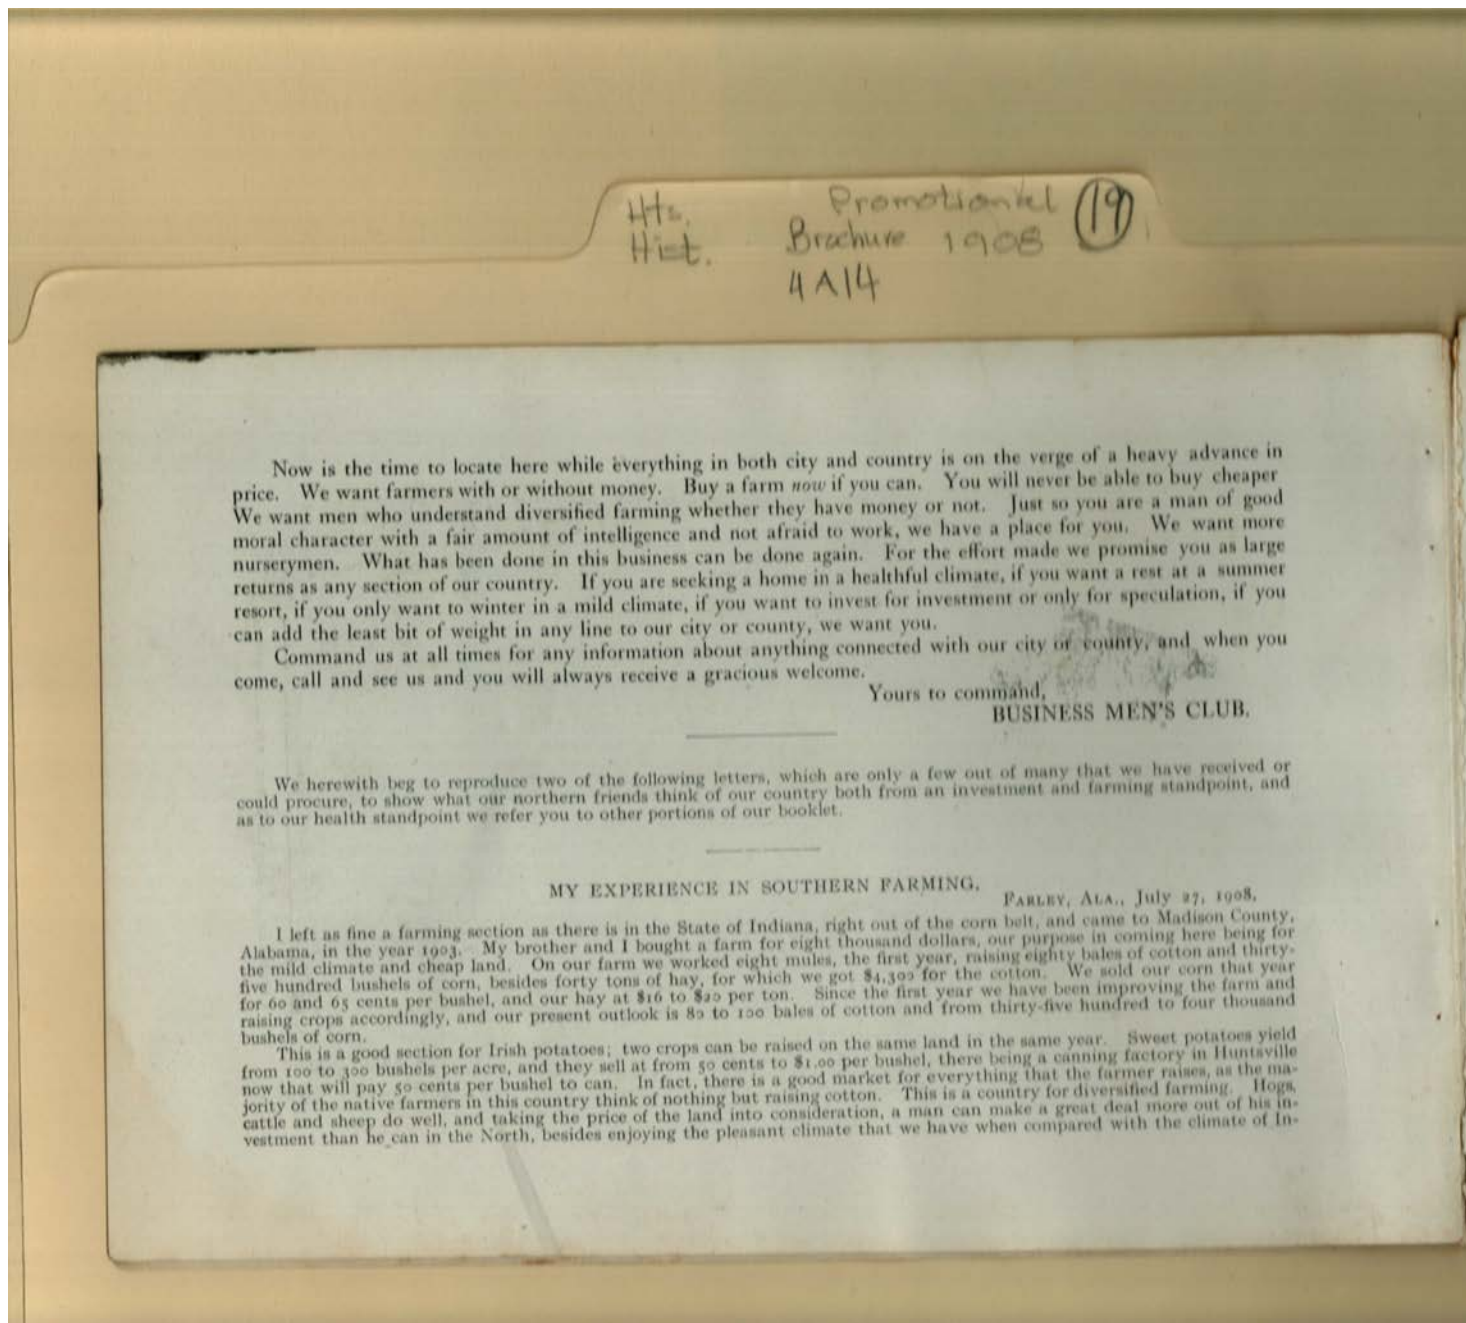 Hts. Promotional 19
Hist. Brochure 1908
4A14
Now is the time to locate here while everything in both city and country is on the verge of a heavy advance in
price. We want farmers with or without money. Buy a farm now if you can. You will never be able to buy cheaper
We want men who understand diversified farming whether they have money or not. Just so you are a man of good
moral character with a fair amount of intelligence and not afraid to work, we have a place for you. We want more
nurserymen. What has been done in this business can be done again. For the effort made we promise you as large
returns as any section of our country. If you are seeking a home in a healthful climate, if you want a rest at a summer
resort, if you only want to winter in a mild climate, if you want to invest for investment or only for speculation, if you
can add the least bit of weight in any line to our city or county, we want you.
Command us at all times for any information about anything connected with our city or county, and when you
come, call and see us and you will always receive a gracious welcome.
Yours to command,
BUSINESS MEN'S CLUB.
We herewith beg to reproduce two of the following letters, which are only a few out of many that we have received or
could procure, to show what our northern friends think of our country both from an investment and farming standpoint, and
as to our health standpoint we refer you to other portions of our booklet.
MY EXPERIENCE IN SOUTHERN FARMING.
FARLEY, ALA., July 27, 1908.
I left as fine a farming section as there is in the State of Indiana, right out of the corn belt, and came to Madison County,
Alabama, in the year 1903. My brother and I bought a farm for eight thousand dollars, our purpose in coming here being for
the mild climate and cheap land. On our farm we worked eight mules, the first year, raising eighty bales of cotton and thirty-
five hundred bushels of corn, besides forty tons of hay, for which we got $4,300 for the cotton. We sold our corn that year
for 60 and 65 cents per bushel, and our hay at $16 to $20 per ton. Since the first year we have been improving the farm and
raising crops accordingly, and our present outlook is 80 to 100 bales of cotton and from thirty-five hundred to four thousand
bushels of corn.
This is a good section for Irish potatoes; two crops can be raised on the same land in the same year. Sweet potatoes yield
from 100 to 300 bushels per acre, and they sell at from 50 cents to $1.00 per bushel, there being a canning factory in Huntsville
now that will pay 50 cents per bushel to can. In fact, there is a good market for everything that the farmer raises, as the ma-
jority of the native farmers in this country think of nothing but raising cotton. This is a country for diversified farming. Hogs,
cattle and sheep do well, and taking the price of the land into consideration, a man can make a great deal more out of his in-
vestment than he can in the North, besides enjoying the pleasant climate that we have when compared with the climate of In-